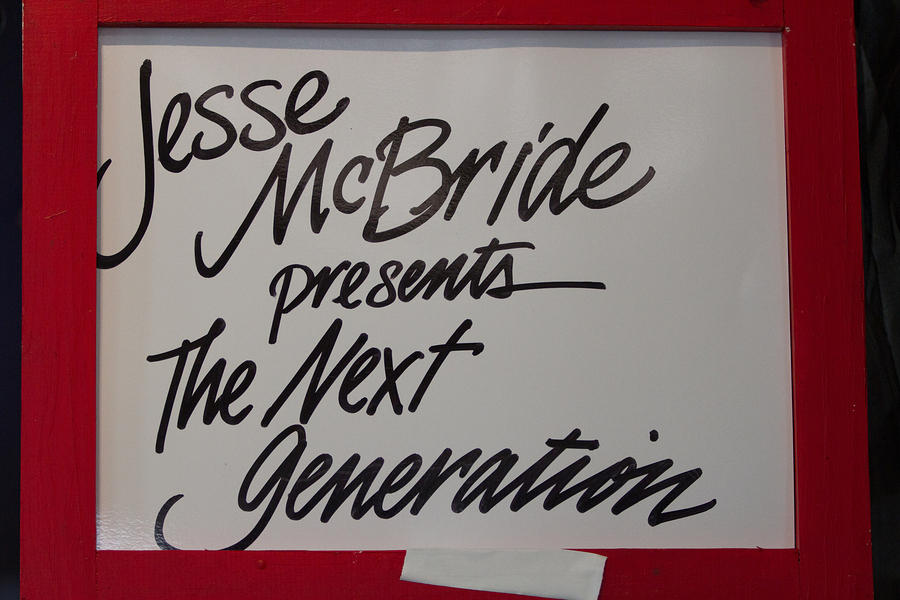 Jesse
McBride
presents
The Next
Generation